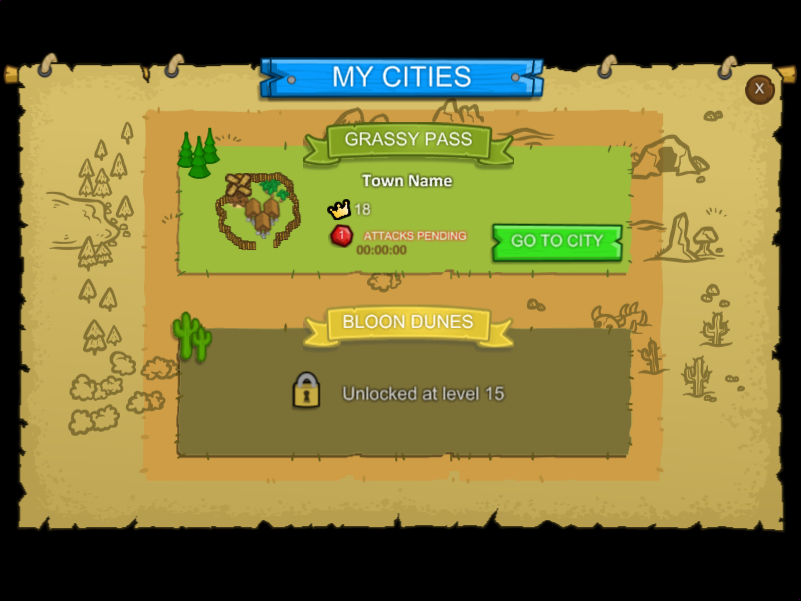 MY CITIES
X
GRASSY PASS
Town Name
18
1
ATTACKS PENDING
00:00:00
GO TO CITY
BLOON DUNES
Unlocked at level 15